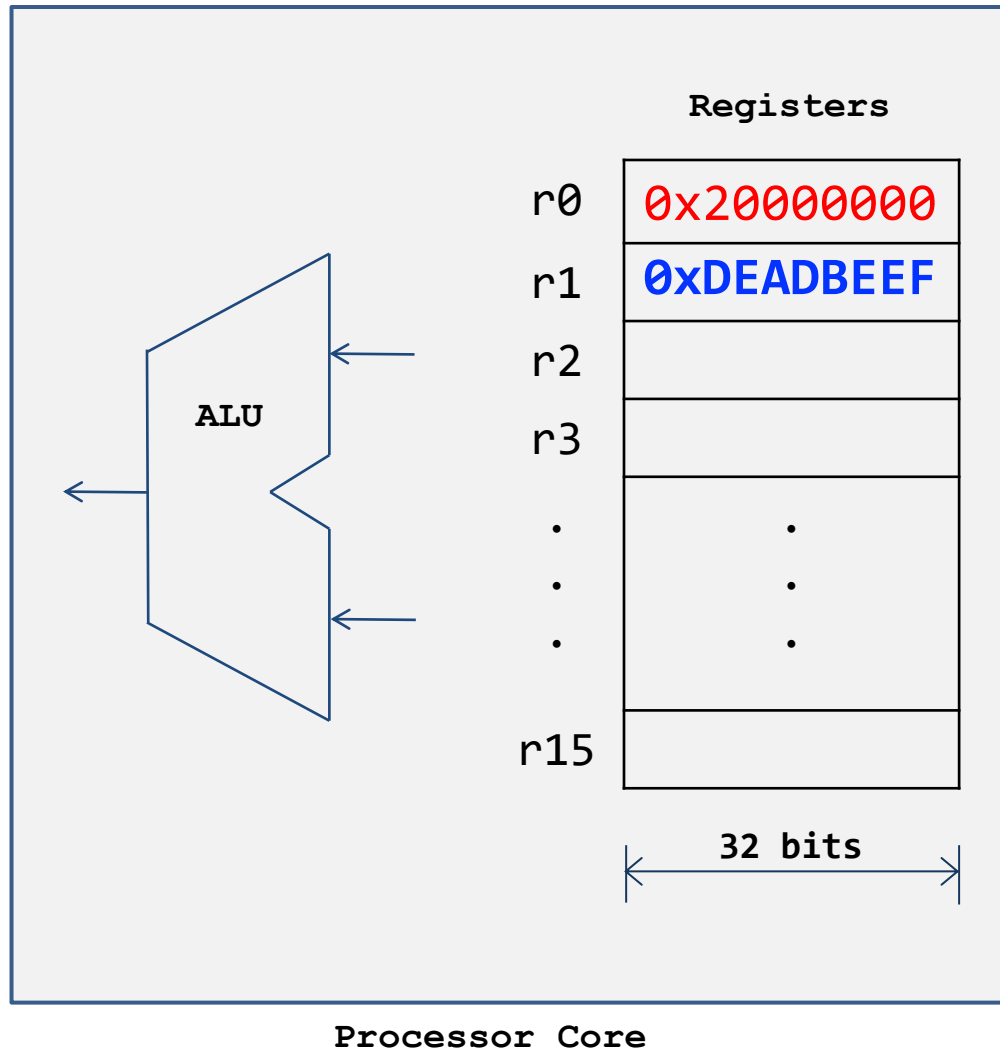 Registers
r0 0x20000000
r1 0xDEADBEEF
r2
ALU
r3
.
.
.
.
.
.
r15
32 bits
Processor Core